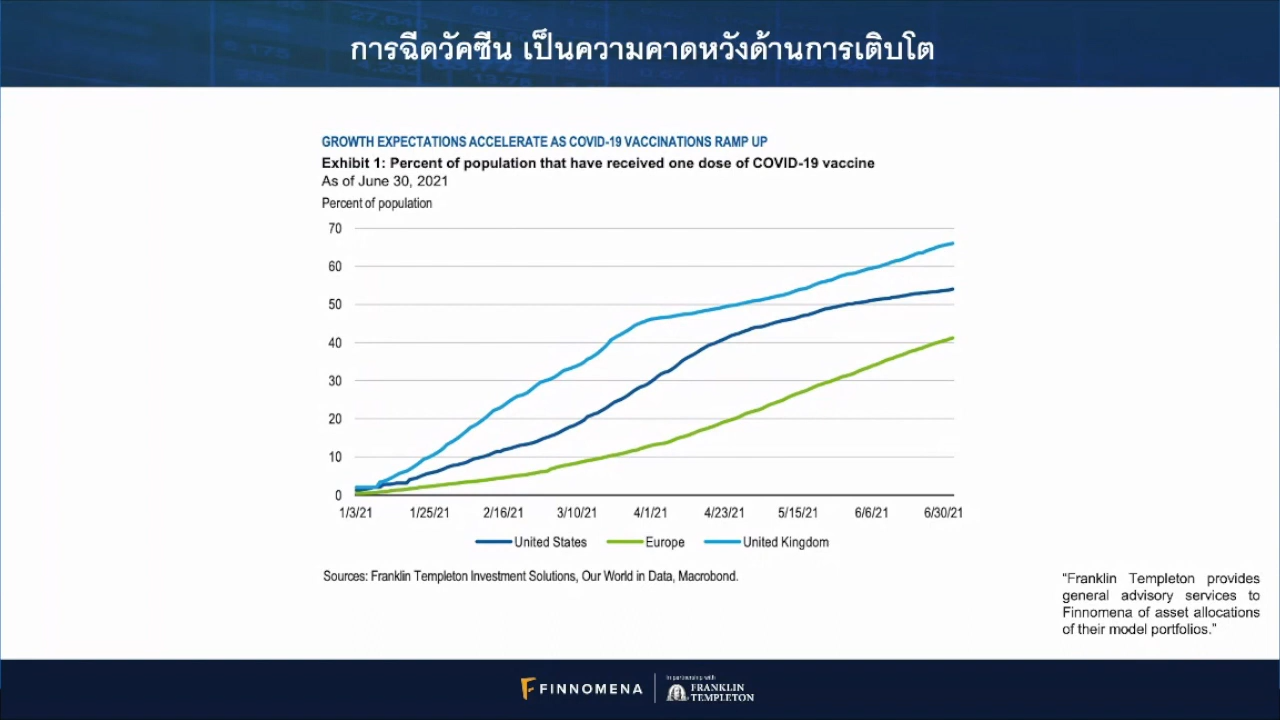 การฉีดวัคซีน เป็นความคาดหวังด้านการเติบโต
GROWTH EXPECTATIONS ACCELERATE AS COVID-19 VACCINATIONS RAMP UP
Exhibit 1: Percent of population that have received one dose of COVID-19 vaccine
As of June 30, 2021
Percent of population
70
60
50
40
30
20
10
0
1/3/21 1/25/21 2/16/21 3/10/21 4/1/21 4/23/21 5/15/21 6/6/21 6/30/21
United States Europe United Kingdom
Sources: Franklin Templeton Investment Solutions, Our World in Data, Macrobond.
"Franklin Templeton provides
general advisory services to
Finnomena of asset allocations
of their model portfolios."
FINNOMENA
In partnership with
FRANKLIN
TEMPLETON